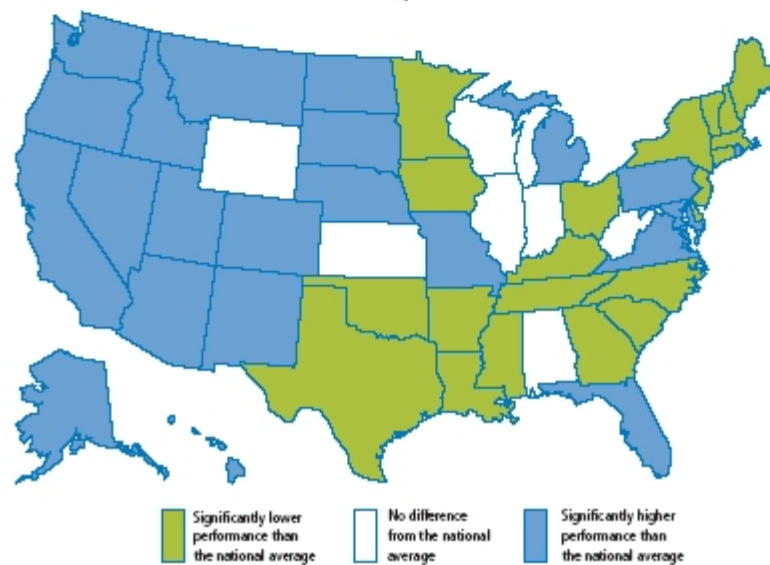 Significantly lower
performance than
the national average
No difference
from the national
average
Significantly higher
performance than
the national average